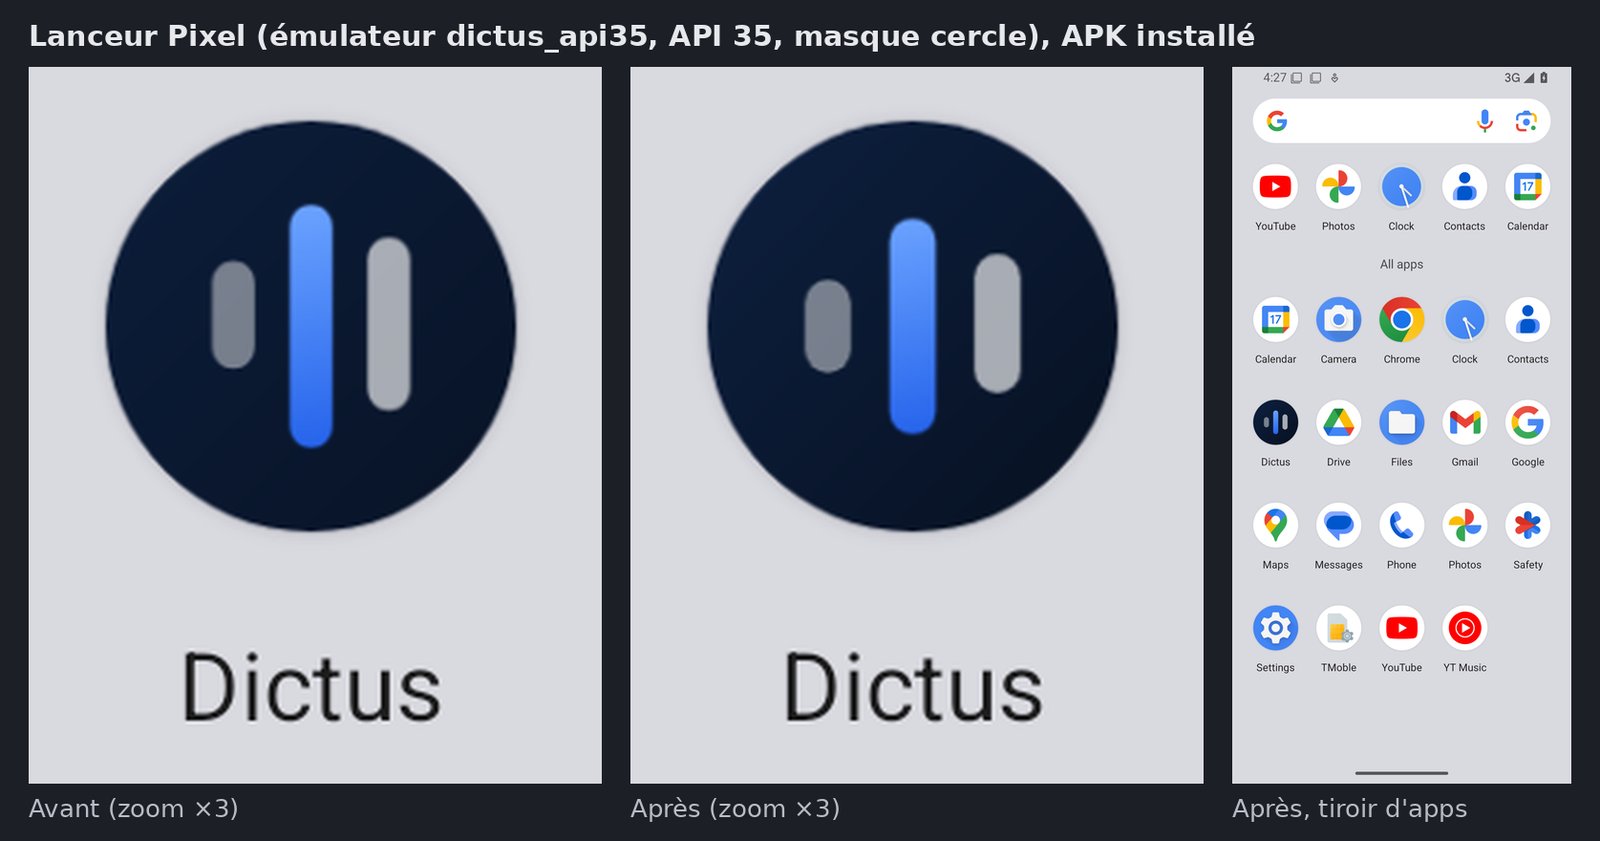 Lanceur Pixel (émulateur dictus_api35, API 35, masque cercle), APK installé
Dictus
Avant (zoom ×3)
Dictus
Après (zoom ×3)
4:27 3G
YouTube Photos Clock Contacts Calendar
17
All apps
17
Calendar Camera Chrome Clock Contacts
Dictus Drive Files Gmail Google
Maps Messages Phone Photos Safety
Settings TMoble YouTube YT Music
Après, tiroir d'apps